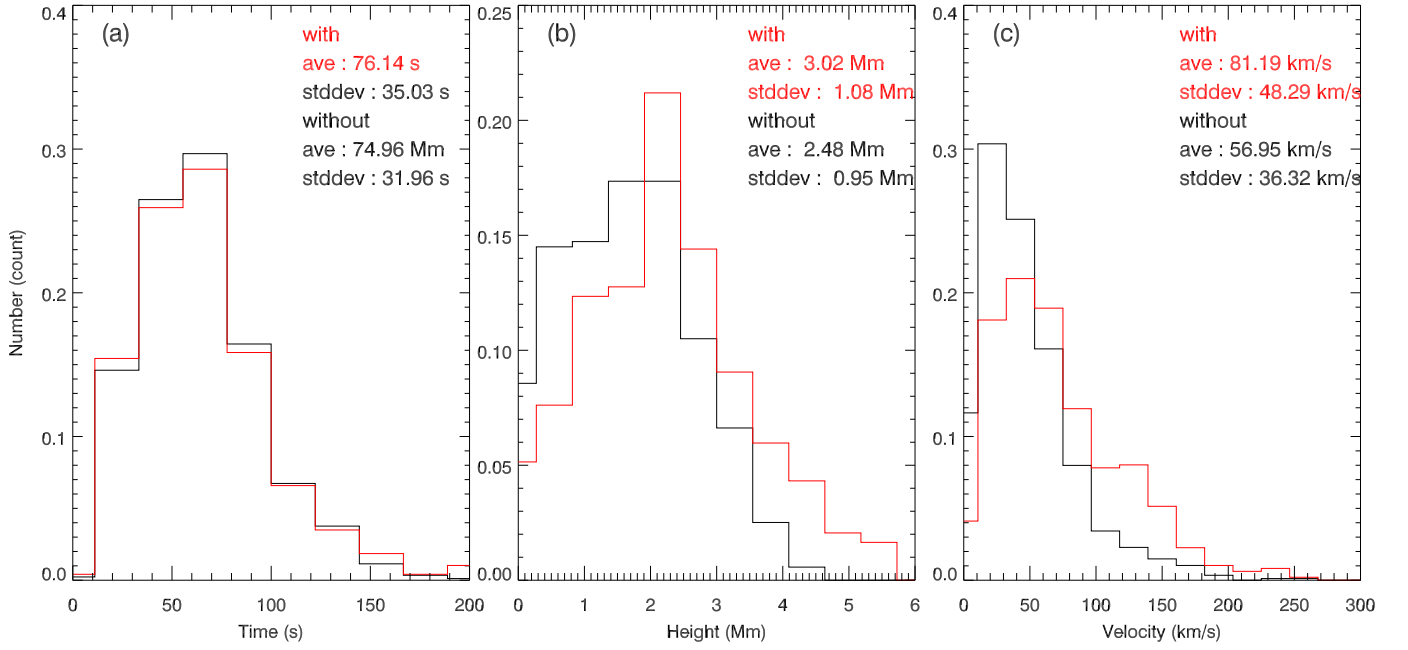 (a)
with
ave : 76.14 s
stddev : 35.03 s
without
ave : 74.96 Mm
stddev : 31.96 s
0.4
0.3
0.2
0.1
0.0
Number (count)
0
50
100
150
200
Time (s)
(b)
with
ave :  3.02 Mm
stddev :  1.08 Mm
without
ave :  2.48 Mm
stddev :  0.95 Mm
0.25
0.20
0.15
0.10
0.05
0.00
0
1
2
3
4
5
6
Height (Mm)
(c)
with
ave : 81.19 km/s
stddev : 48.29 km/s
without
ave : 56.95 km/s
stddev : 36.32 km/s
0.4
0.3
0.2
0.1
0.0
0
50
100
150
200
250
300
Velocity (km/s)